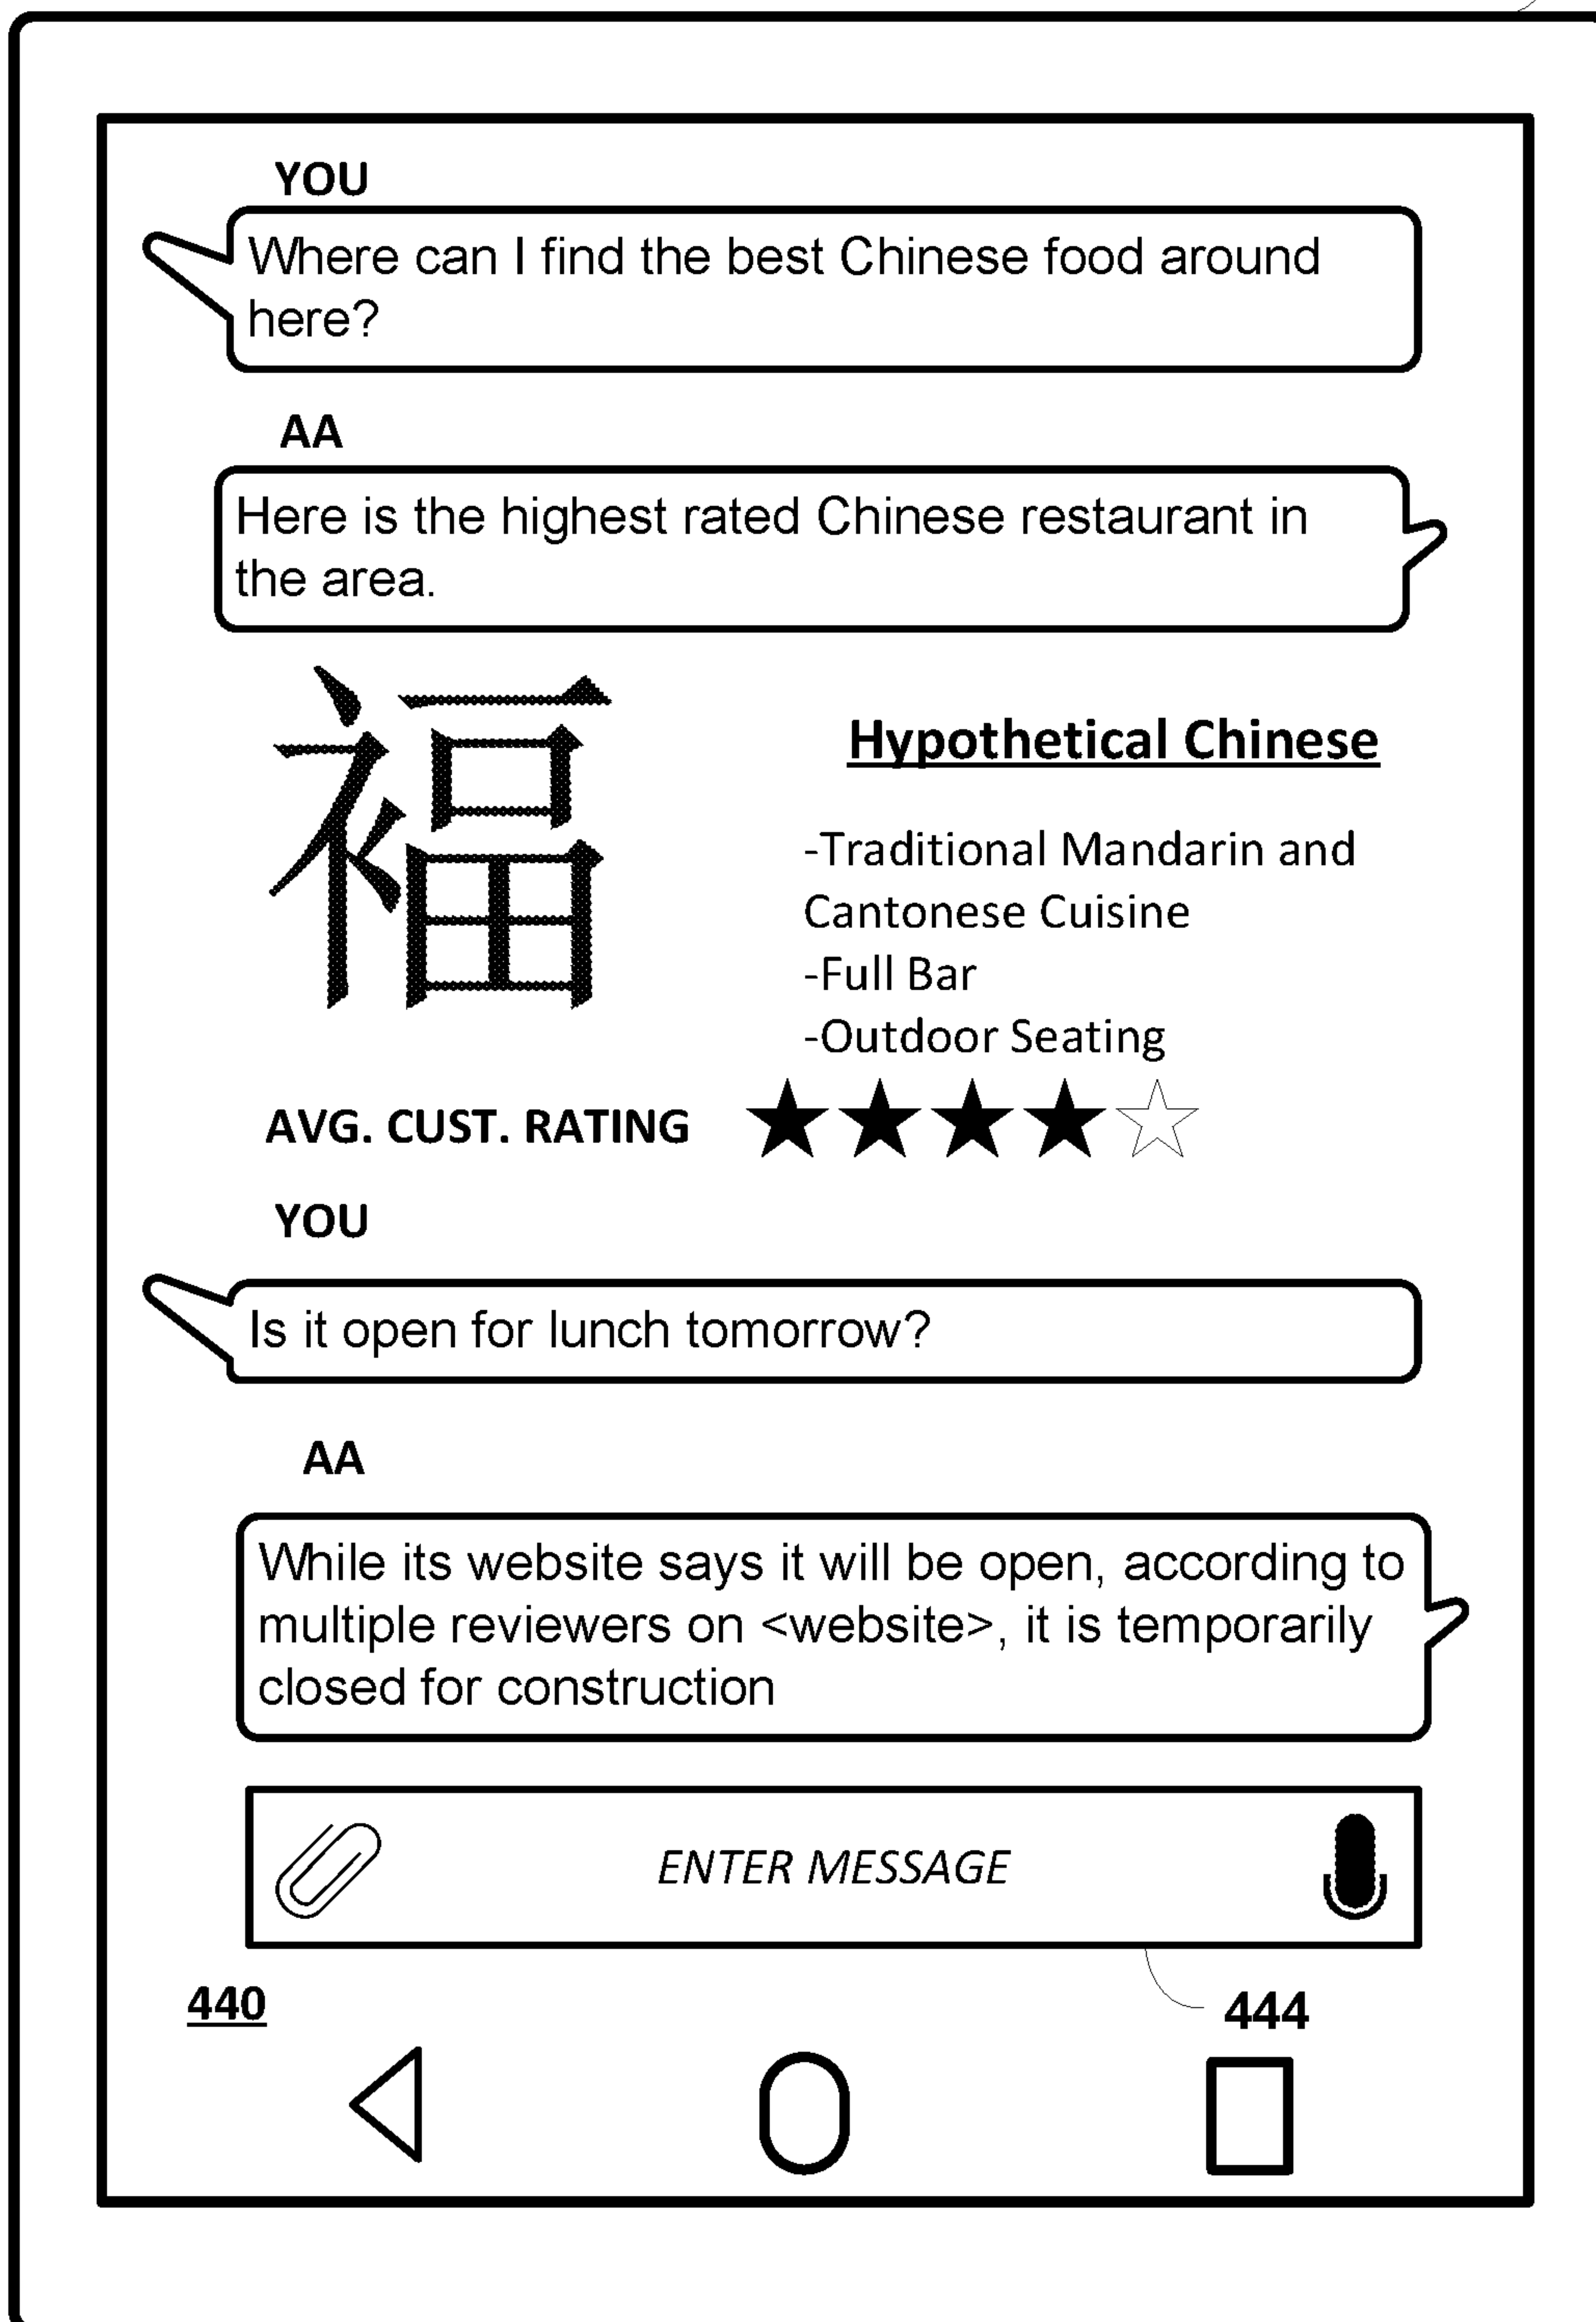 YOU
Where can I find the best Chinese food around
here?
AA
Here is the highest rated Chinese restaurant in
the area.
福
Hypothetical Chinese
-Traditional Mandarin and
Cantonese Cuisine
-Full Bar
-Outdoor Seating
AVG. CUST. RATING
YOU
Is it open for lunch tomorrow?
AA
While its website says it will be open, according to
multiple reviewers on <website>, it is temporarily
closed for construction
ENTER MESSAGE
440
444